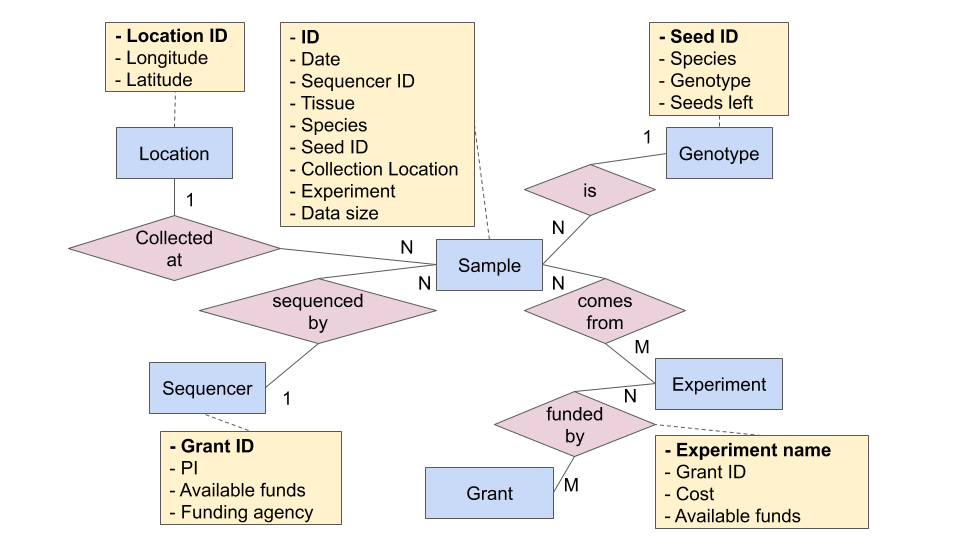 - Location ID
- Longitude
- Latitude
- ID
- Date
- Sequencer ID
- Tissue
- Species
- Seed ID
- Collection Location
- Experiment
- Data size
- Seed ID
- Species
- Genotype
- Seeds left
Location
1
Genotype
1
is
N
Collected
at
N
Sample
N
N
sequenced
by
comes
from
M
Sequencer
1
Experiment
N
funded
by
- Grant ID
- PI
- Available funds
- Funding agency
- Experiment name
- Grant ID
- Cost
- Available funds
Grant
M